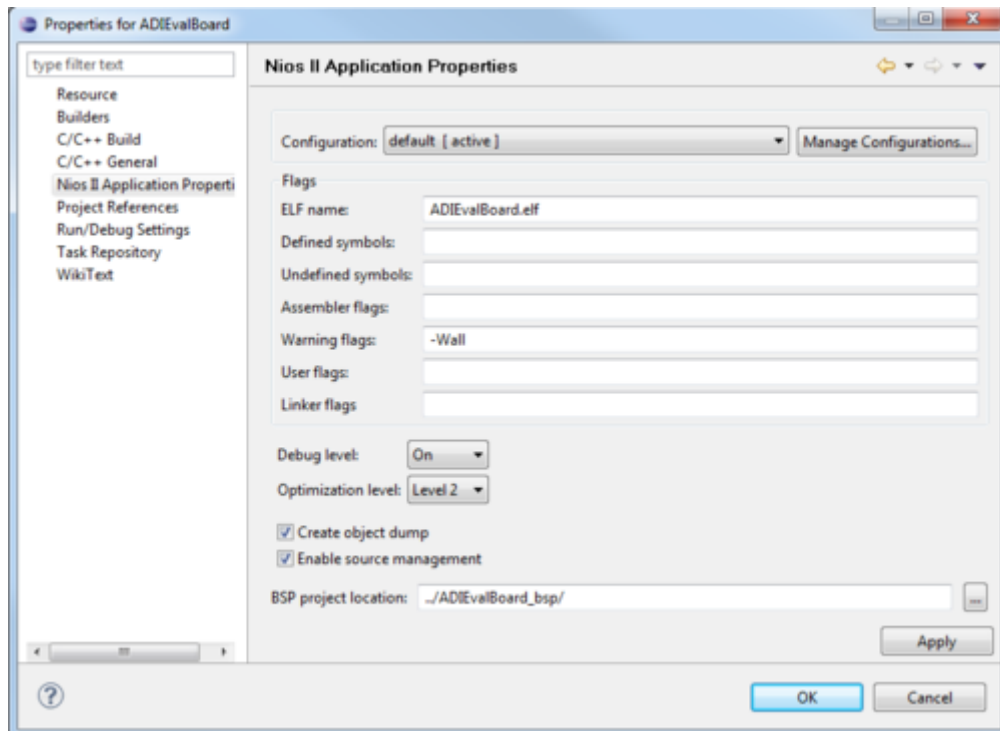 Properties for ADIEvalBoard
type filter text
Resource
Builders
C/C++ Build
C/C++ General
Nios II Application Properti
Project References
Run/Debug Settings
Task Repository
WikiText
Nios II Application Properties
Configuration: default [ active ] Manage Configurations...
Flags
ELF name: ADIEvalBoard.elf
Defined symbols:
Undefined symbols:
Assembler flags:
Warning flags: -Wall
User flags:
Linker flags
Debug level: On
Optimization level: Level 2
Create object dump
Enable source management
BSP project location: ../ADIEvalBoard_bsp/ ...
Apply
? OK Cancel